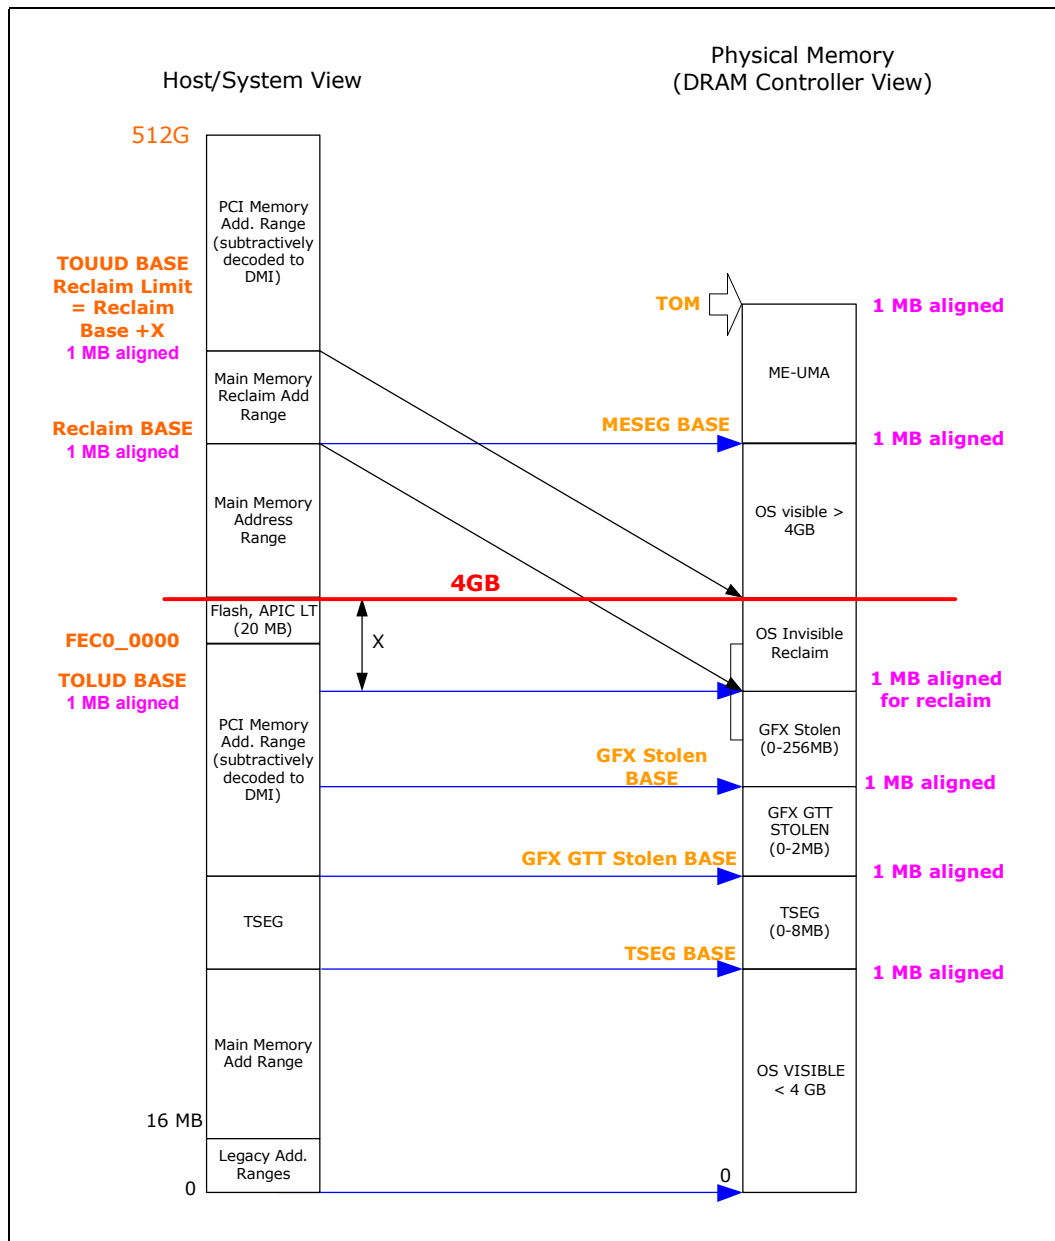 Host/System View
Physical Memory
(DRAM Controller View)
512G
PCI Memory
Add. Range
(subtractively
decoded to
DMI)
TOUUD BASE
Reclaim Limit
= Reclaim
Base +X
1 MB aligned
TOM
1 MB aligned
Main Memory
Reclaim Add
Range
ME-UMA
Reclaim BASE
1 MB aligned
MESEG BASE
1 MB aligned
Main Memory
Address
Range
OS visible >
4GB
4GB
Flash, APIC LT
(20 MB)
X
OS Invisible
Reclaim
FEC0_0000
TOLUD BASE
1 MB aligned
1 MB aligned
for reclaim
PCI Memory
Add. Range
(subtractively
decoded to
DMI)
GFX Stolen
(0-256MB)
GFX Stolen
BASE
1 MB aligned
GFX GTT
STOLEN
(0-2MB)
GFX GTT Stolen BASE
1 MB aligned
TSEG
TSEG
(0-8MB)
TSEG BASE
1 MB aligned
Main Memory
Add Range
OS VISIBLE
< 4 GB
16 MB
Legacy Add.
Ranges
0
0